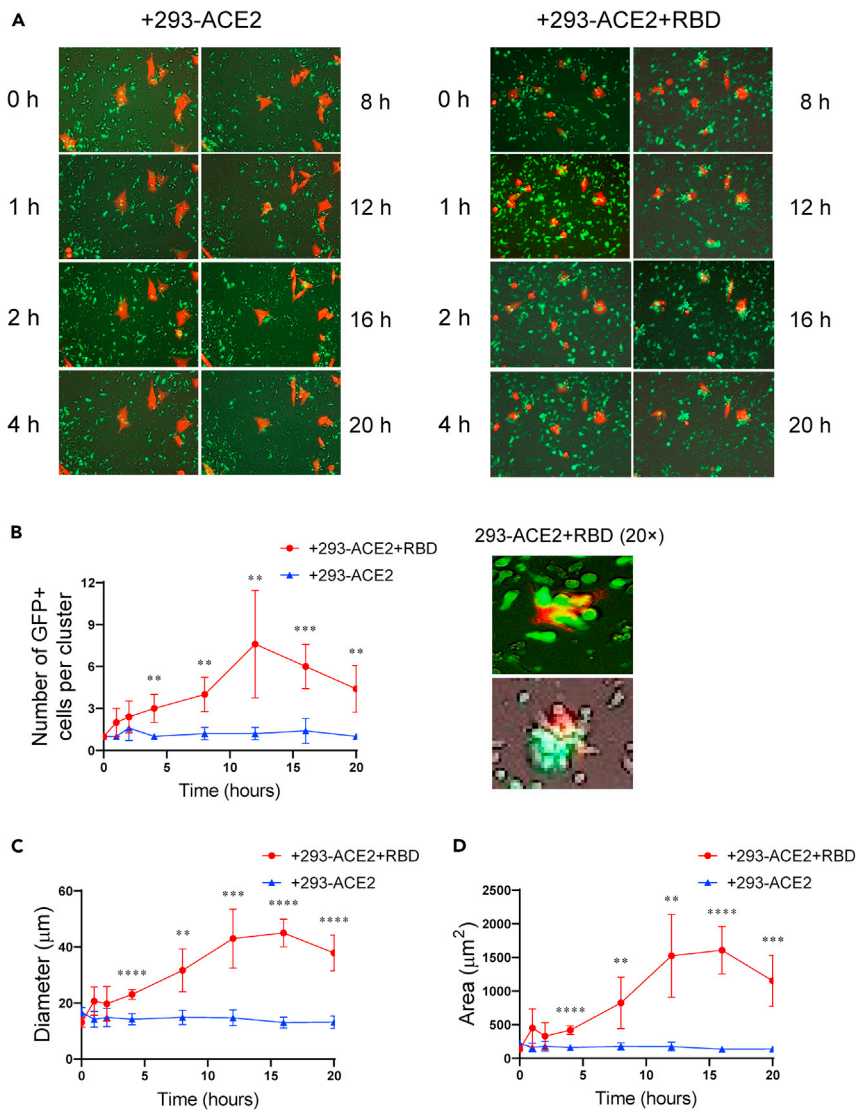 A
+293-ACE2
+293-ACE2+RBD
0 h
8 h
1 h
12 h
2 h
16 h
4 h
20 h
0 h
8 h
1 h
12 h
2 h
16 h
4 h
20 h
B
+293-ACE2+RBD
+293-ACE2
Number of GFP+
cells per cluster
12
9
6
3
0
**
**
**
***
**
0 5 10 15 20
Time (hours)
293-ACE2+RBD (20×)
C
+293-ACE2+RBD
+293-ACE2
Diameter (μm)
60
40
20
0
****
**
***
****
****
0 5 10 15 20
Time (hours)
D
+293-ACE2+RBD
+293-ACE2
Area (μm²)
2500
2000
1500
1000
500
0
****
**
**
****
***
0 5 10 15 20
Time (hours)